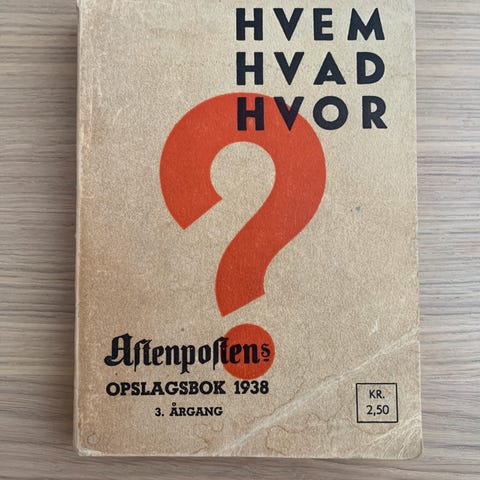 HVEM
HVAD
HVOR
?
Aftenpostens
OPSLAGSBOK 1938
3. ÅRGANG
KR.
2,50